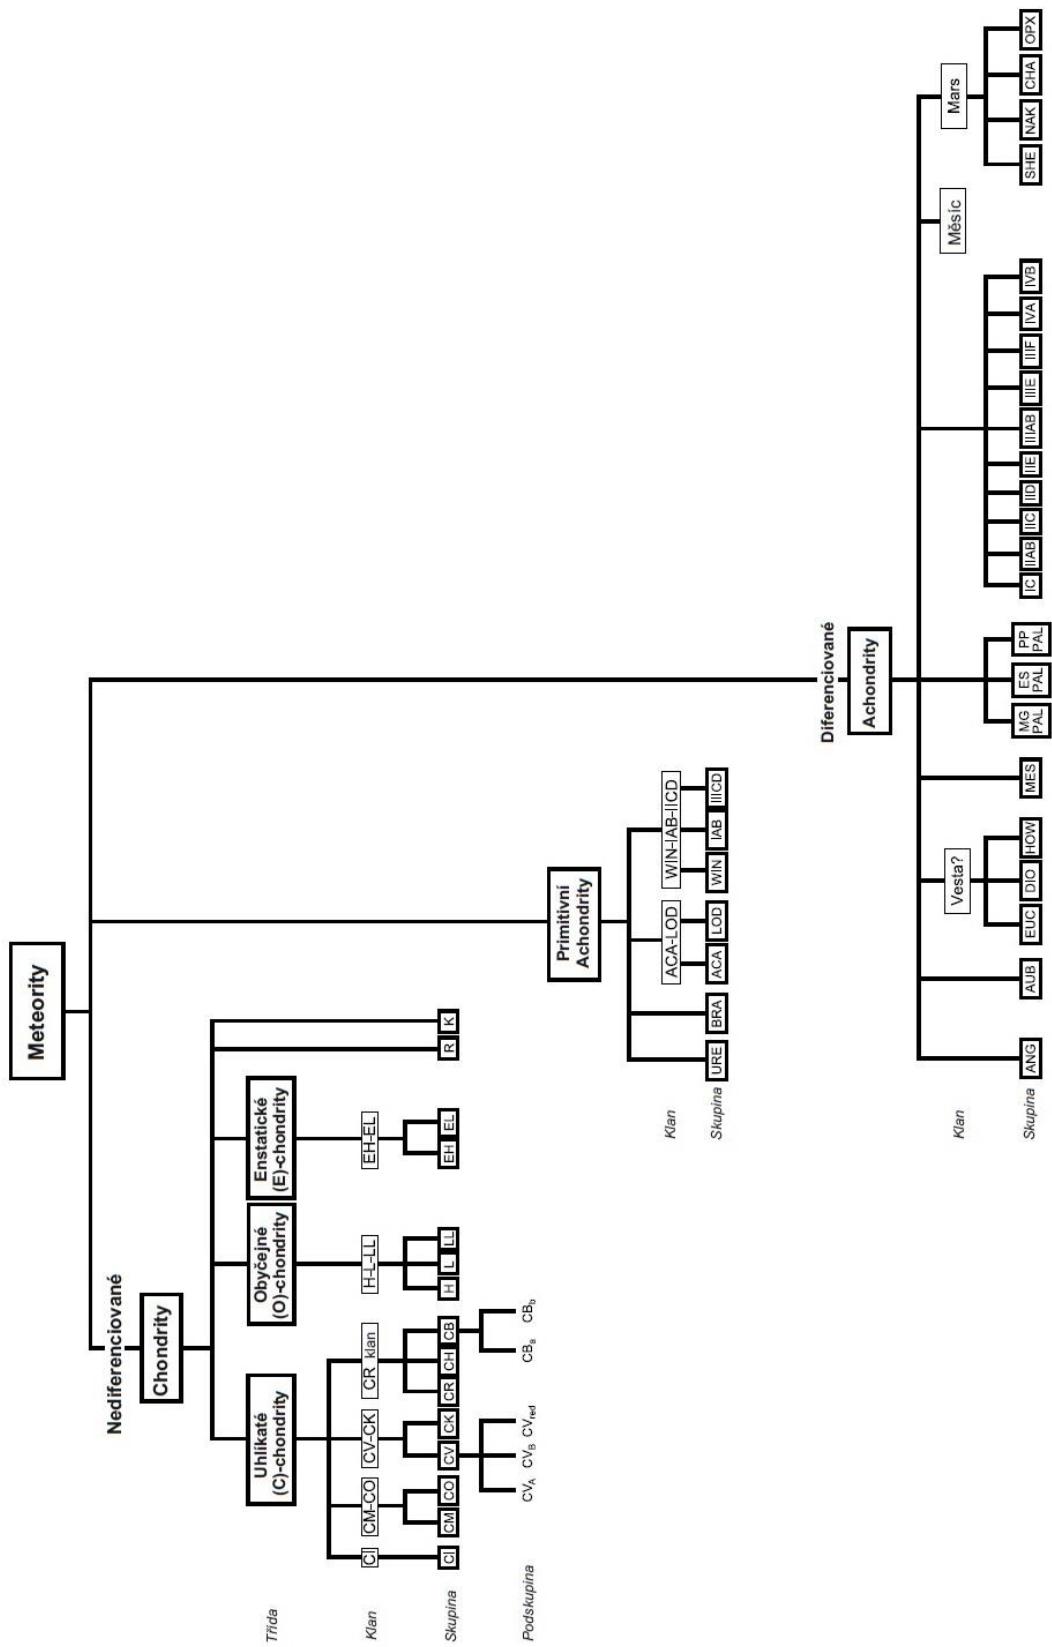 Meteority
Nediferenciované
Chondrity
Třída
Uhlíkaté
(C)-chondrity
Obyčejné
(O)-chondrity
Enstatické
(E)-chondrity
Klan
CI
CM-CO
CV-CK
CR klan
H-L-LL
EH-EL
Skupina
CI
CM
CO
CV
CK
CR
CH
CB
H
L
LL
EH
EL
R
K
Podskupina
CVA
CVB
CVred
CBa
CBb
Primitivní
Achondrity
Klan
ACA-LOD
WIN-IAB-IICD
Skupina
URE
BRA
ACA
LOD
WIN
IAB
IIICD
Diferenciované
Achondrity
Klan
Vesta?
Měsíc
Mars
Skupina
ANG
AUB
EUC
DIO
HOW
MES
MG
PAL
ES
PAL
PP
PAL
IC
IIAB
IIC
IID
IIE
IIIAB
IIIE
IIIF
IVA
IVB
SHE
NAK
CHA
OPX